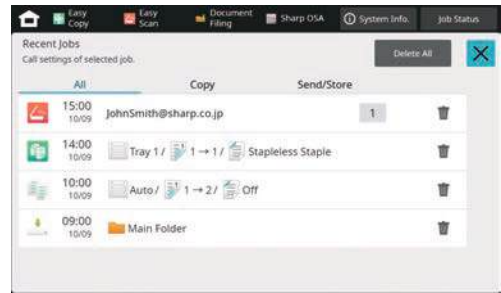 Easy Copy
Easy Scan
Document Filing
Sharp OSA
System Info.
Job Status
Recent Jobs
Call settings of selected job.
Delete All
All
Copy
Send/Store
15:00
10/09
JohnSmith@sharp.co.jp
1
14:00
10/09
Tray 1 / 1 → 1 / Stapleless Staple
10:00
10/09
Auto / 1 → 2 / Off
09:00
10/09
Main Folder